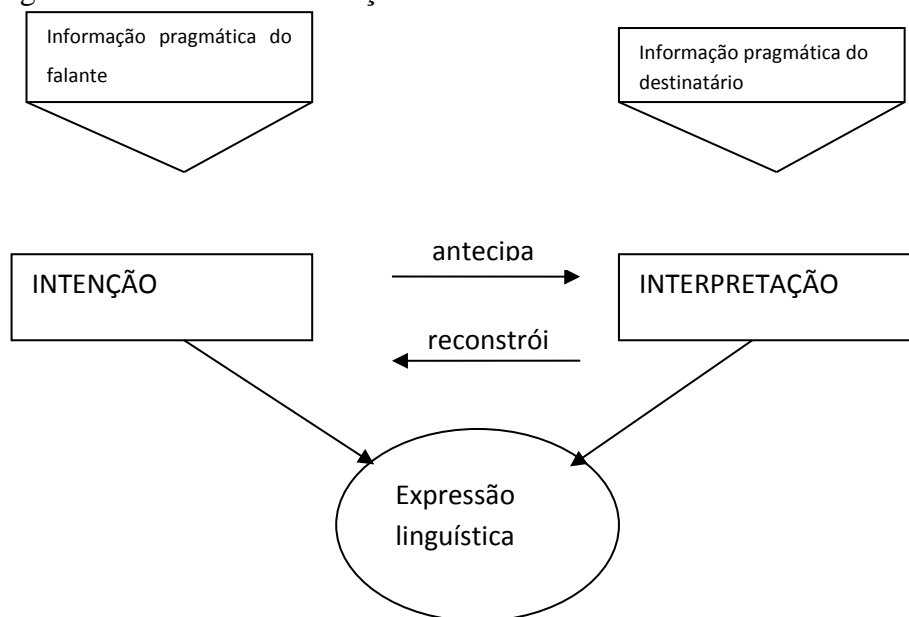 Informação pragmática do
falante
Informação pragmática do
destinatário
antecipa
INTENÇÃO
INTERPRETAÇÃO
reconstrói
Expressão
linguística